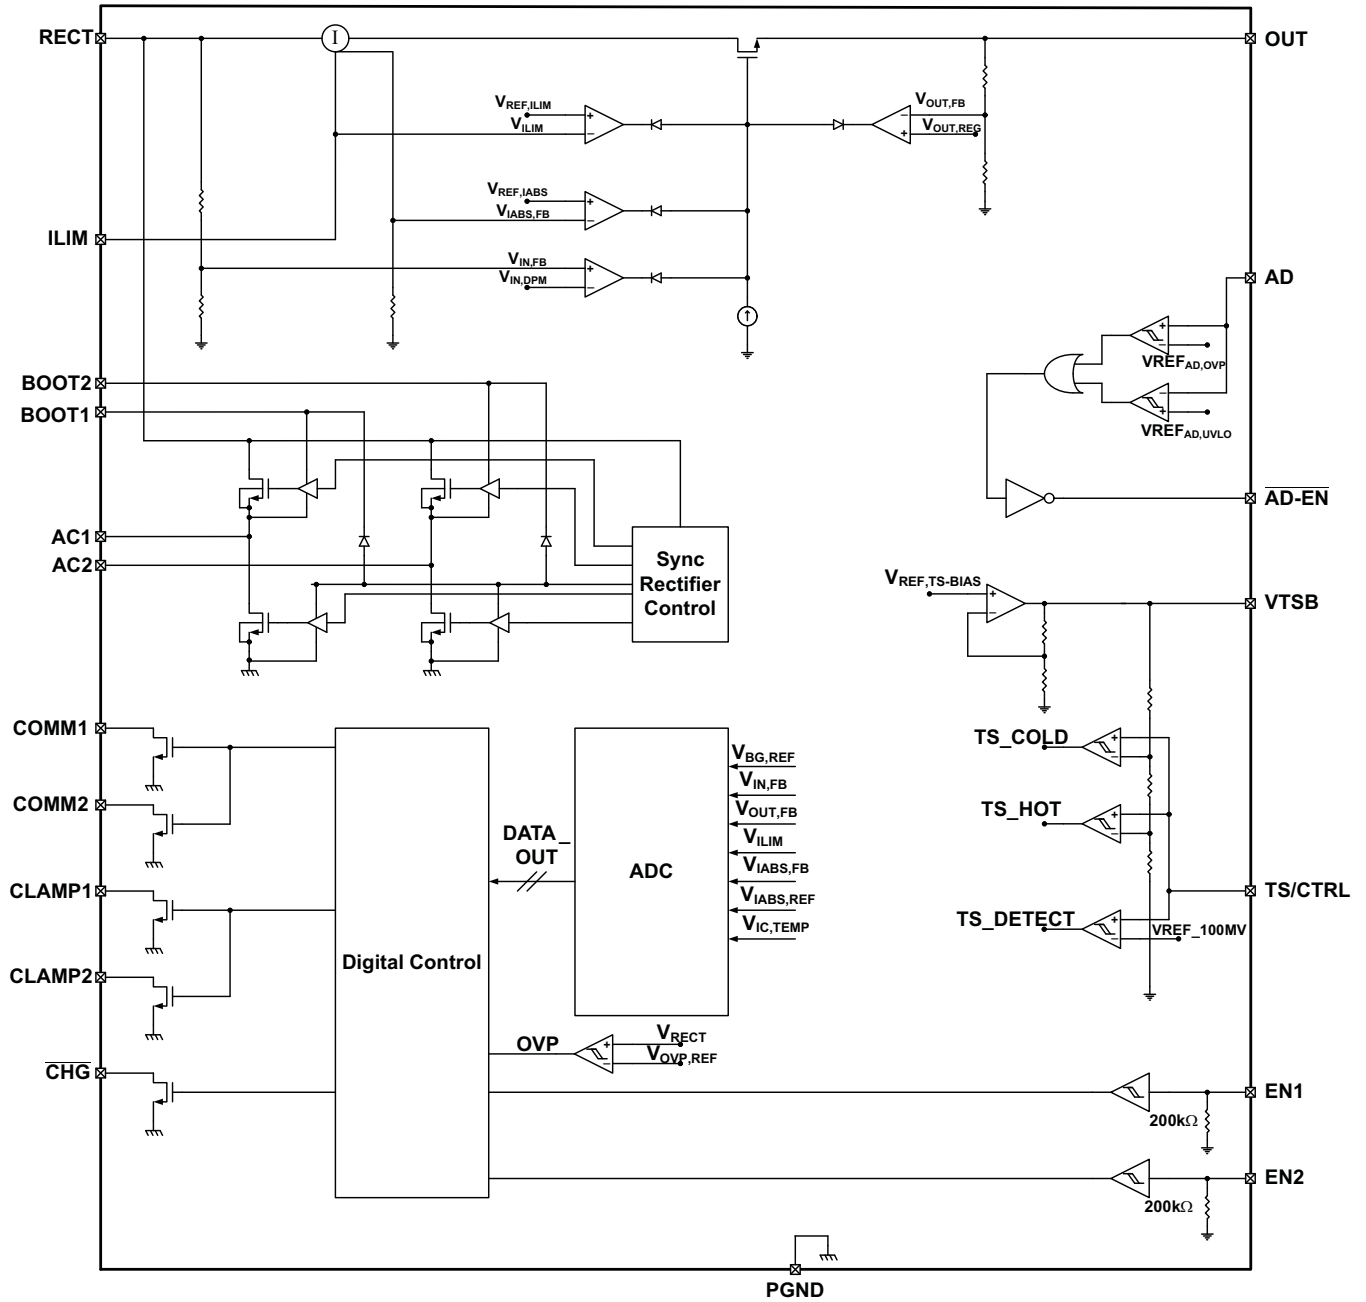 RECT
I
OUT
VREF,ILIM
VILIM
VOUT,FB
VOUT,REG
+
−
−
+
VREF,IABS
VIABS,FB
+
−
ILIM
VIN,FB
VIN,DPM
+
−
AD
+
−
VREFAD,OVP
BOOT2
BOOT1
−
+
VREFAD,UVLO
AD-EN
AC1
AC2
Sync
Rectifier
Control
VREF,TS-BIAS
+
−
VTSB
COMM1
COMM2
CLAMP1
CLAMP2
CHG
Digital Control
DATA_
OUT
ADC
VBG,REF
VIN,FB
VOUT,FB
VILIM
VIABS,FB
VIABS,REF
VIC,TEMP
TS_COLD
+
−
TS_HOT
+
−
TS/CTRL
TS_DETECT
+
−
VREF_100MV
OVP
+
−
VRECT
VOVP,REF
EN1
200kΩ
EN2
200kΩ
PGND